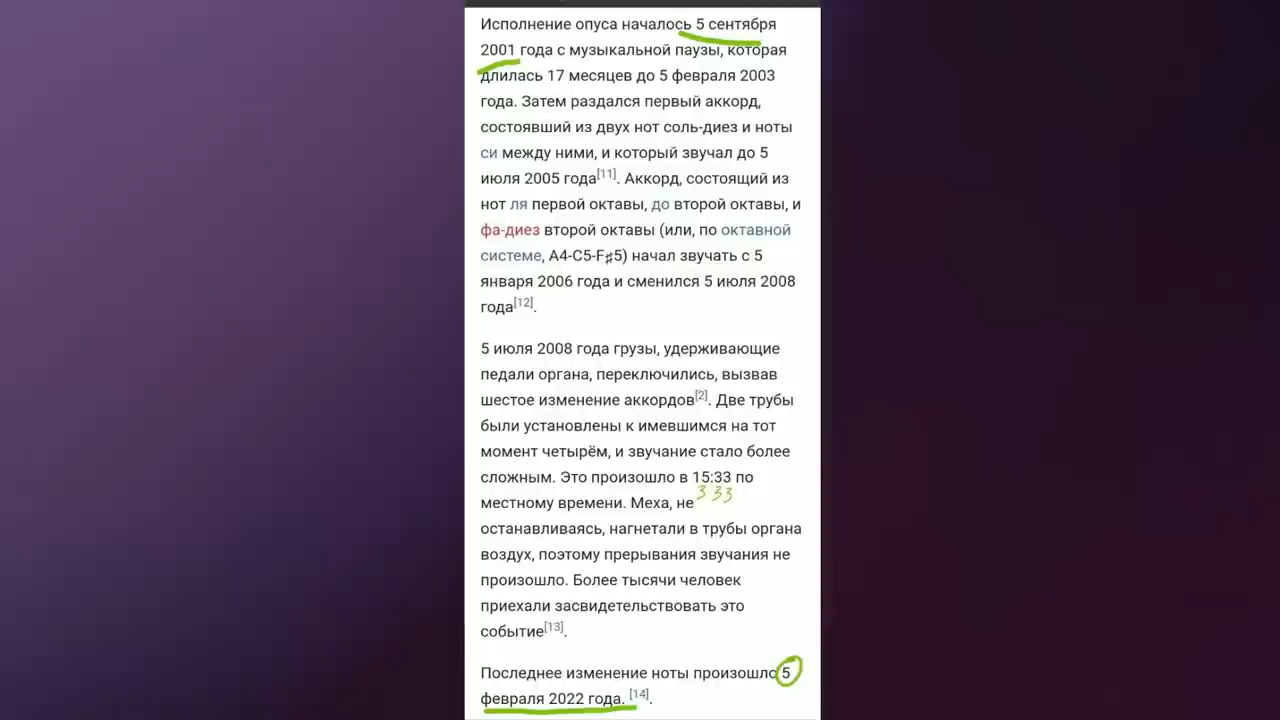 Исполнение опуса началось 5 сентября
2001 года с музыкальной паузы, которая
длилась 17 месяцев до 5 февраля 2003
года. Затем раздался первый аккорд,
состоявший из двух нот соль-диез и ноты
си между ними, и который звучал до 5
июля 2005 года[11]. Аккорд, состоящий из
нот ля первой октавы, до второй октавы, и
фа-диез второй октавы (или, по октавной
системе, A4-C5-F♯5) начал звучать с 5
января 2006 года и сменился 5 июля 2008
года[12].
5 июля 2008 года грузы, удерживающие
педали органа, переключились, вызвав
шестое изменение аккордов[2]. Две трубы
были установлены к имевшимся на тот
момент четырём, и звучание стало более
сложным. Это произошло в 15:33 по
3 33
местному времени. Меха, не
останавливаясь, нагнетали в трубы органа
воздух, поэтому прерывания звучания не
произошло. Более тысячи человек
приехали засвидетельствовать это
событие[13].
Последнее изменение ноты произошло 5
февраля 2022 года. [14].